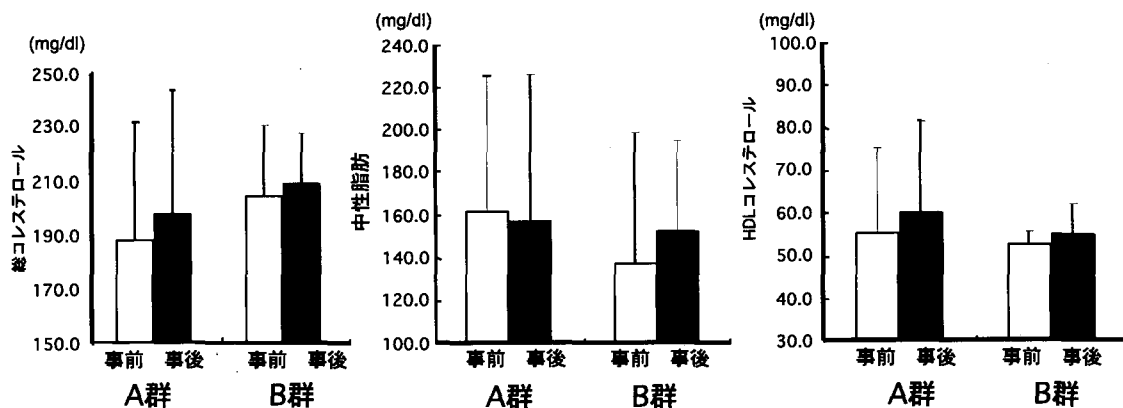 (mg/dl)
総コレステロール
250.0
230.0
210.0
190.0
170.0
150.0
事前 事後 事前 事後
A群 B群
(mg/dl)
中性脂肪
240.0
220.0
200.0
180.0
160.0
140.0
120.0
100.0
事前 事後 事前 事後
A群 B群
(mg/dl)
HDLコレステロール
100.0
90.0
80.0
70.0
60.0
50.0
40.0
30.0
事前 事後 事前 事後
A群 B群